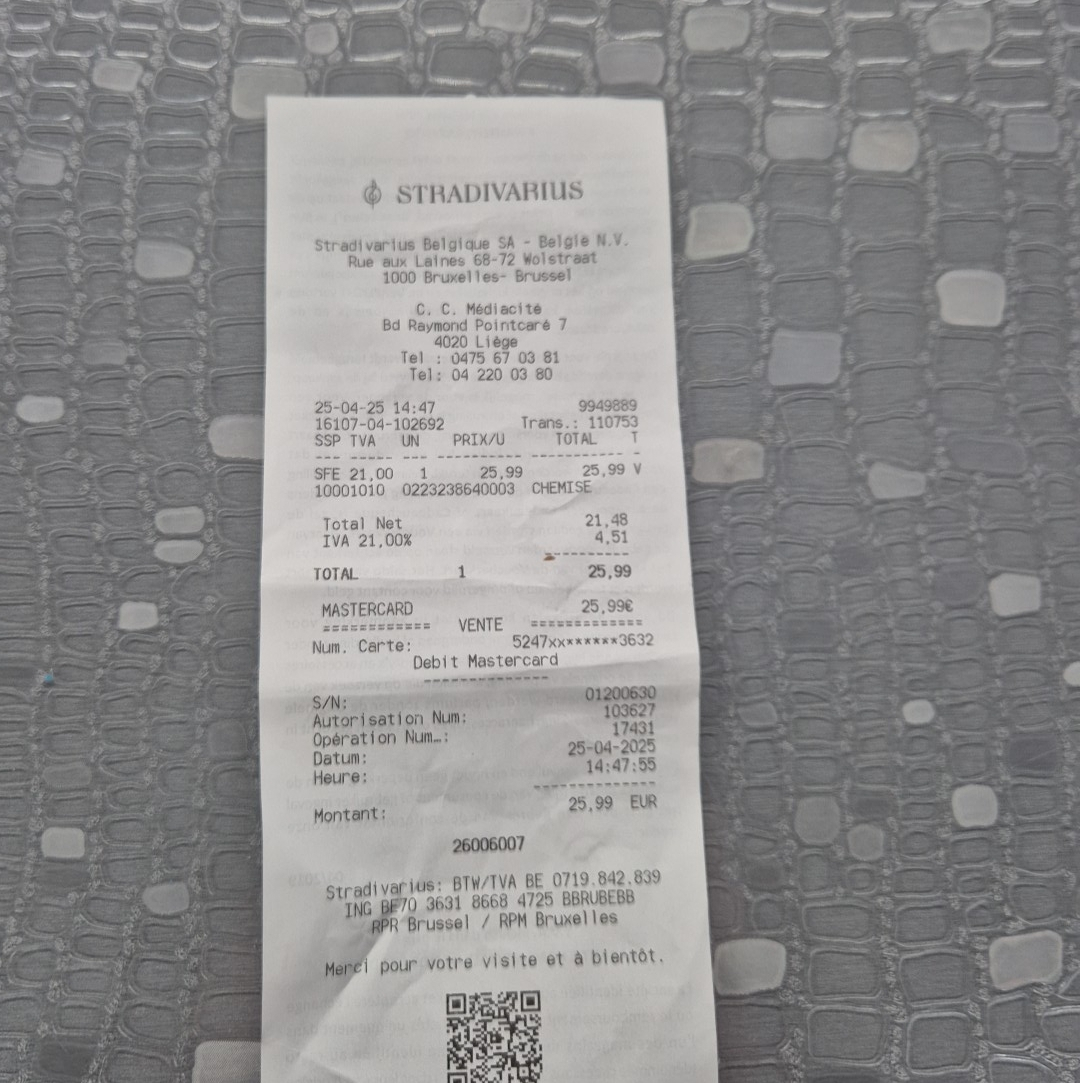 STRADIVARIUS
Stradivarius Belgique SA - Belgie N.V.
Rue aux Laines 68-72 Wolstraat
1000 Bruxelles- Brussel
C. C. Médiacité
Bd Raymond Pointcaré 7
4020 Liège
Tel : 0475 67 03 81
Tel: 04 220 03 80
25-04-25 14:47 9949889
16107-04-102692 Trans.: 110753
SSP TVA UN PRIX/U TOTAL T
--- ----- --- ---------- ----------- -
SFE 21,00 1 25,99 25,99 V
10001010 0223238640003 CHEMISE
Total Net 21,48
IVA 21,00% 4,51
----------
TOTAL 1 25,99
MASTERCARD 25,99€
============ VENTE =============
Num. Carte: 5247xx******3632
Debit Mastercard
--------------
S/N: 01200630
Autorisation Num: 103627
Opération Num…: 17431
Datum: 25-04-2025
Heure: 14:47:55
--------------
Montant: 25,99 EUR
26006007
Stradivarius: BTW/TVA BE 0719.842.839
ING BE70 3631 8668 4725 BBRUBEBB
RPR Brussel / RPM Bruxelles
Merci pour votre visite et à bientôt.